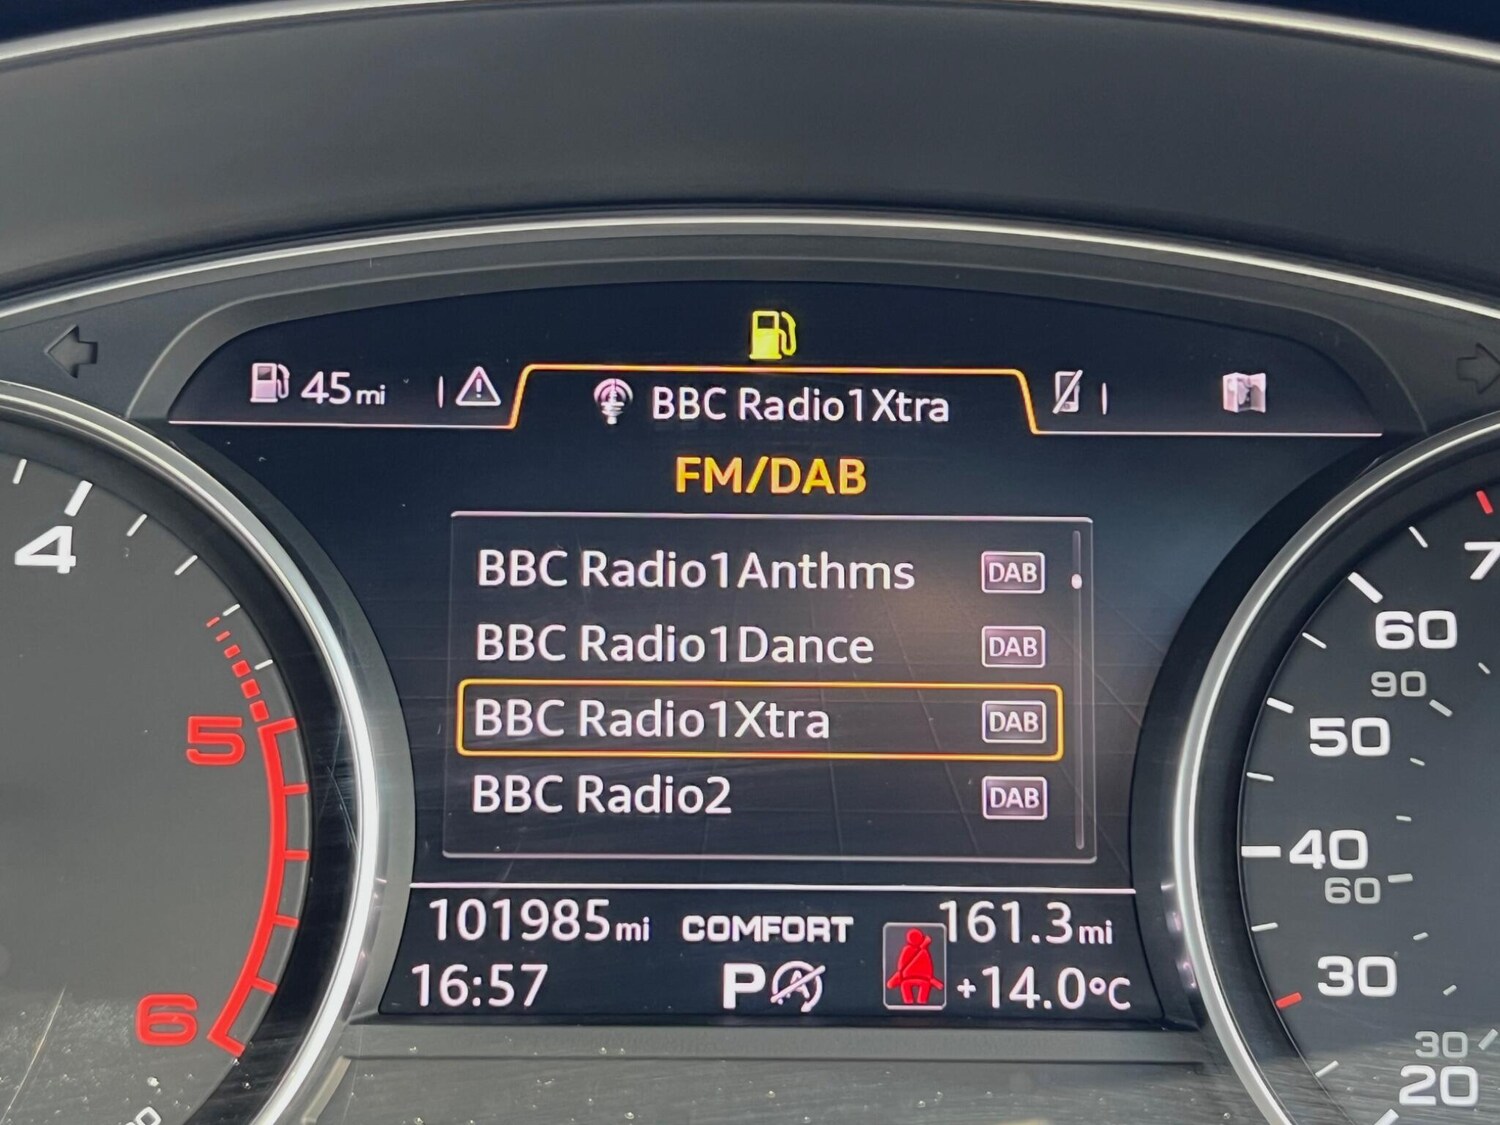 45mi
BBC Radio1Xtra
FM/DAB
BBC Radio1Anthms DAB
BBC Radio1Dance DAB
BBC Radio1Xtra DAB
BBC Radio2 DAB
101985mi COMFORT 161.3mi
16:57 P A +14.0°C
4
5
6
60
90
50
40
60
30
30
20